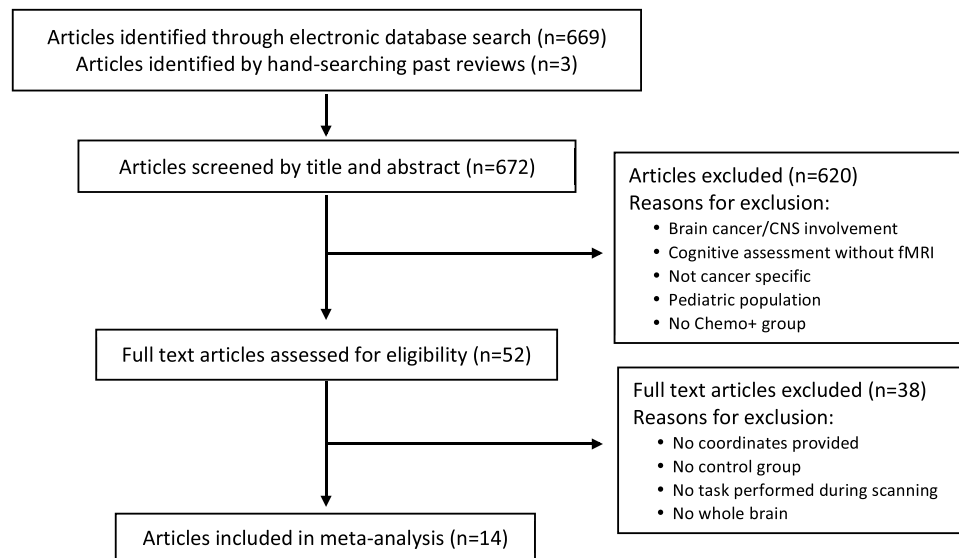 Articles identified through electronic database search (n=669)
Articles identified by hand-searching past reviews (n=3)
Articles screened by title and abstract (n=672)
Articles excluded (n=620)
Reasons for exclusion:
• Brain cancer/CNS involvement
• Cognitive assessment without fMRI
• Not cancer specific
• Pediatric population
• No Chemo+ group
Full text articles assessed for eligibility (n=52)
Full text articles excluded (n=38)
Reasons for exclusion:
• No coordinates provided
• No control group
• No task performed during scanning
• No whole brain
Articles included in meta-analysis (n=14)